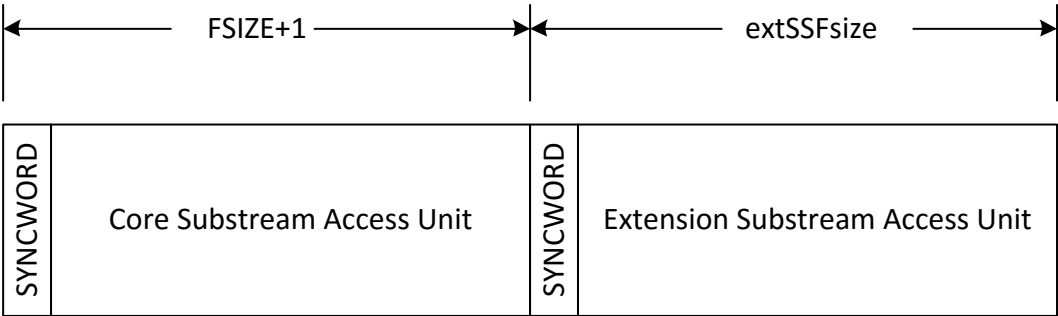 FSIZE+1
extSSFsize
SYNCWORD
Core Substream Access Unit
SYNCWORD
Extension Substream Access Unit